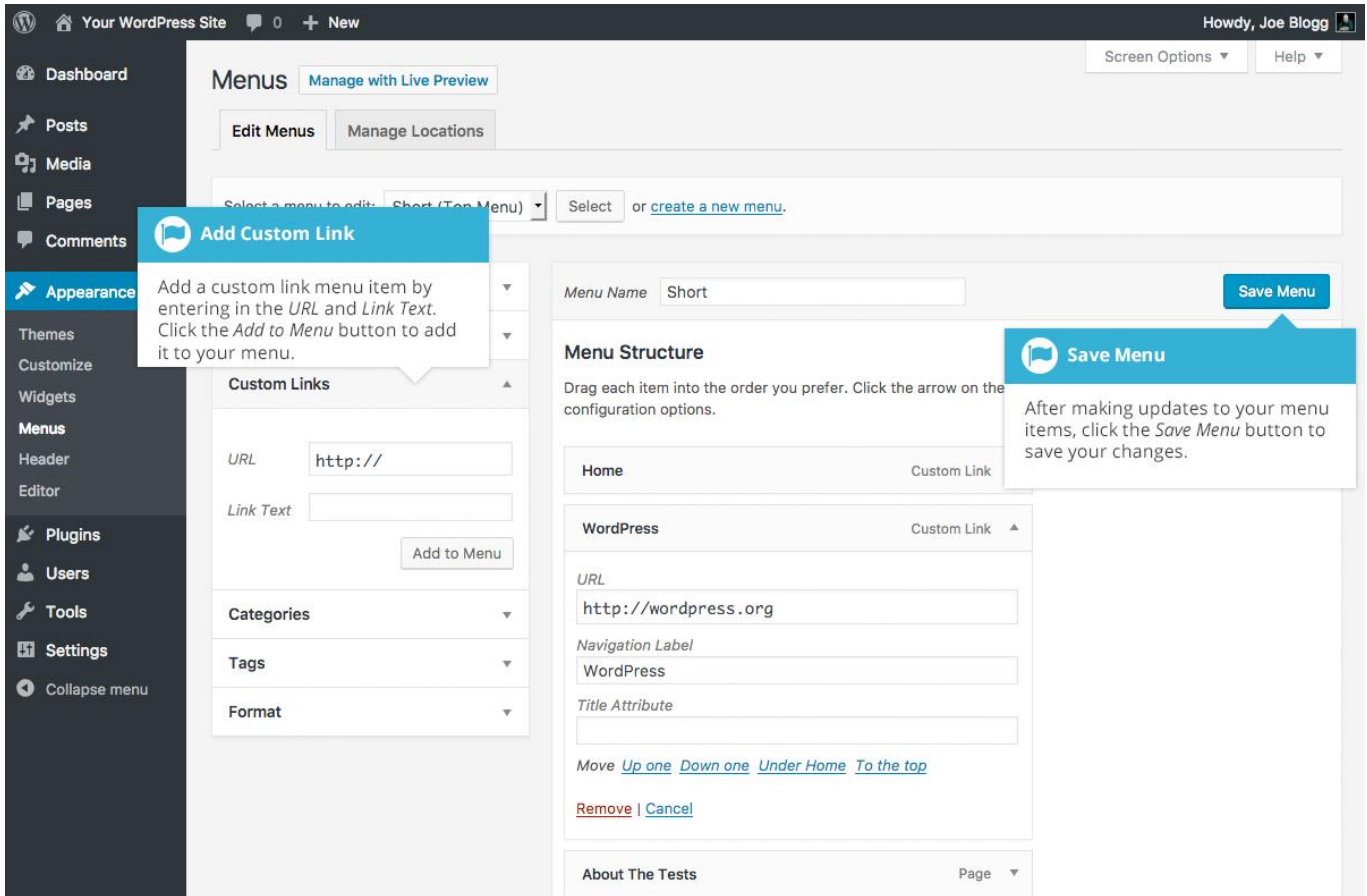 Your WordPress Site 0 + New
Howdy, Joe Blogg
Dashboard
Posts
Media
Pages
Comments
Appearance
Themes
Customize
Widgets
Menus
Header
Editor
Plugins
Users
Tools
Settings
Collapse menu
Screen Options
Help
Menus
Manage with Live Preview
Edit Menus
Manage Locations
Select a menu to edit: Short (Top Menu) Select or create a new menu.
Add Custom Link
Add a custom link menu item by
entering in the URL and Link Text.
Click the Add to Menu button to add
it to your menu.
Custom Links
URL http://
Link Text
Add to Menu
Categories
Tags
Format
Menu Name Short
Save Menu
Save Menu
After making updates to your menu
items, click the Save Menu button to
save your changes.
Menu Structure
Drag each item into the order you prefer. Click the arrow on the
configuration options.
Home Custom Link
WordPress Custom Link
URL
http://wordpress.org
Navigation Label
WordPress
Title Attribute
Move Up one Down one Under Home To the top
Remove | Cancel
About The Tests Page